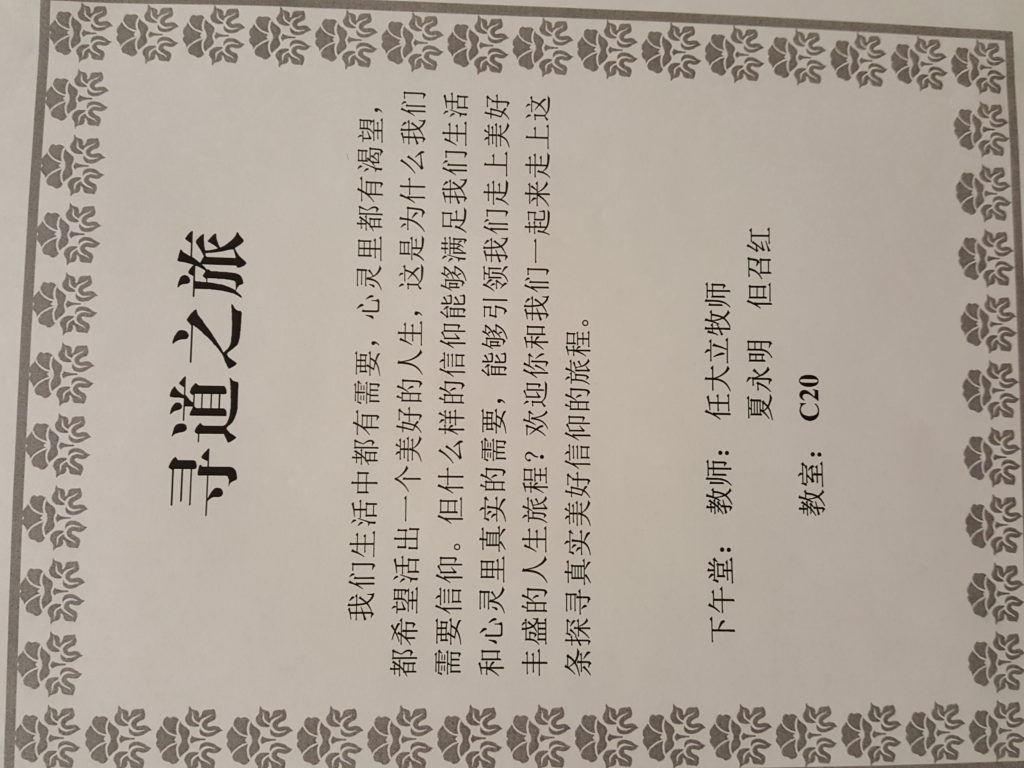 寻道之旅
我们生活中都有需要，心灵里都有渴望，
都希望活出一个美好的人生，这是为什么我们
需要信仰。但什么样的信仰能够满足我们生活
和心灵里真实的需要，能够引领我们走上美好
丰盛的人生旅程？欢迎你和我们一起来走上这
条探寻真实美好信仰的旅程。
下午堂： 教师： 任大立牧师
夏永明 但召红
教室： C20